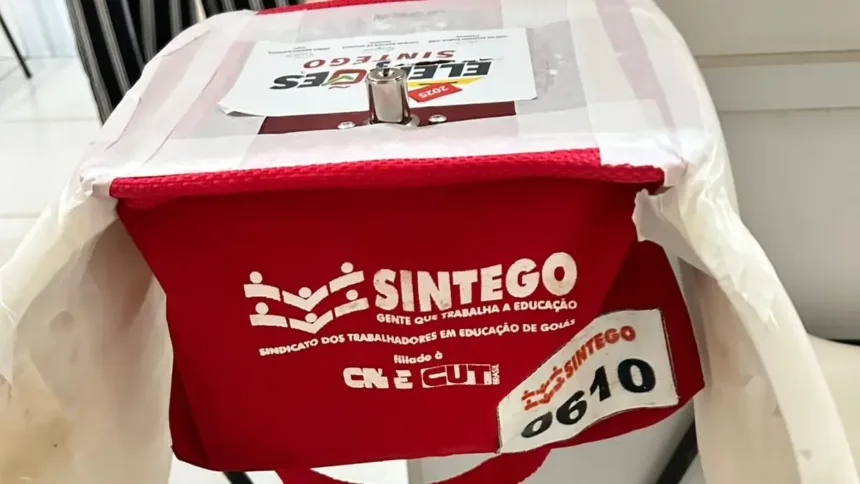 ELEIÇÕES
SINTEGO
2025
SINTEGO
GENTE QUE TRABALHA A EDUCAÇÃO
SINDICATO DOS TRABALHADORES EM EDUCAÇÃO DE GOIÁS
filiado à
CNTE CUT BRASIL
SINTEGO
0610